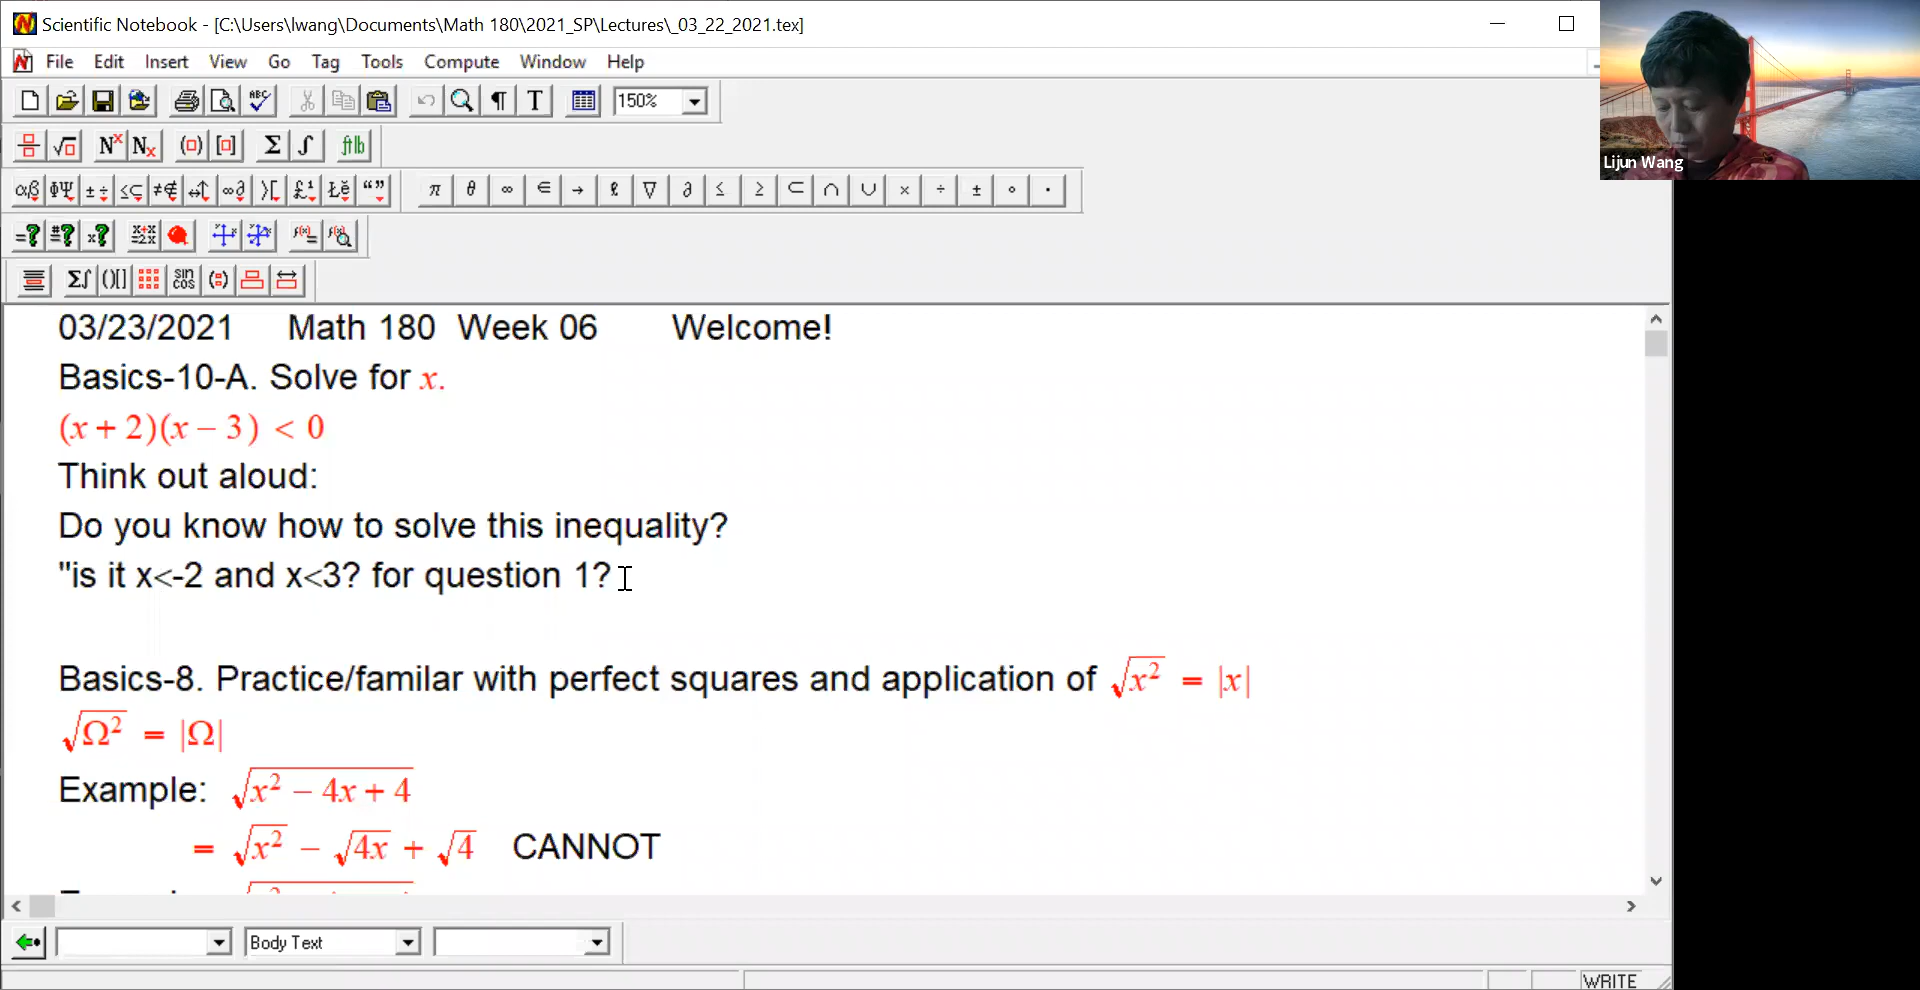 Scientific Notebook - [C:\Users\lwang\Documents\Math 180\2021_SP\Lectures\_03_22_2021.tex]
File Edit Insert View Go Tag Tools Compute Window Help
150%
Lijun Wang
03/23/2021 Math 180 Week 06 Welcome!
Basics-10-A. Solve for x.
(x + 2)(x − 3) < 0
Think out aloud:
Do you know how to solve this inequality?
"is it x<-2 and x<3? for question 1?
Basics-8. Practice/familar with perfect squares and application of √x² = |x|
√Ω² = |Ω|
Example: √x² − 4x + 4
= √x² − √4x + √4 CANNOT
Body Text
WRITE